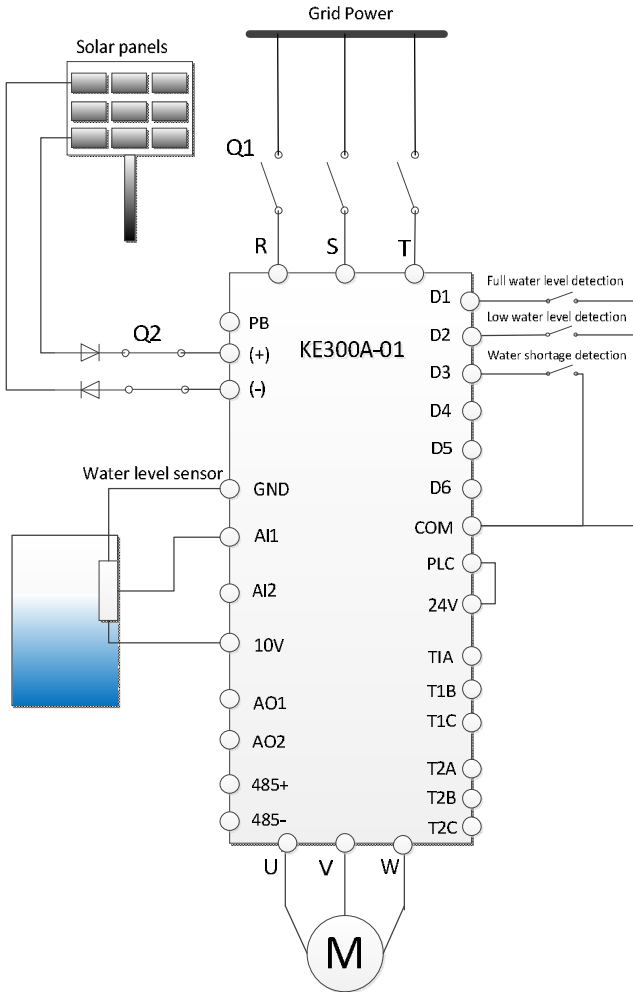 Grid Power
Solar panels
Q1
R
S
T
PB
Q2
(+)
(-)
KE300A-01
D1
Full water level detection
D2
Low water level detection
D3
Water shortage detection
D4
D5
D6
COM
PLC
24V
Water level sensor
GND
AI1
AI2
10V
AO1
AO2
485+
485-
TIA
T1B
T1C
T2A
T2B
T2C
U
V
W
M